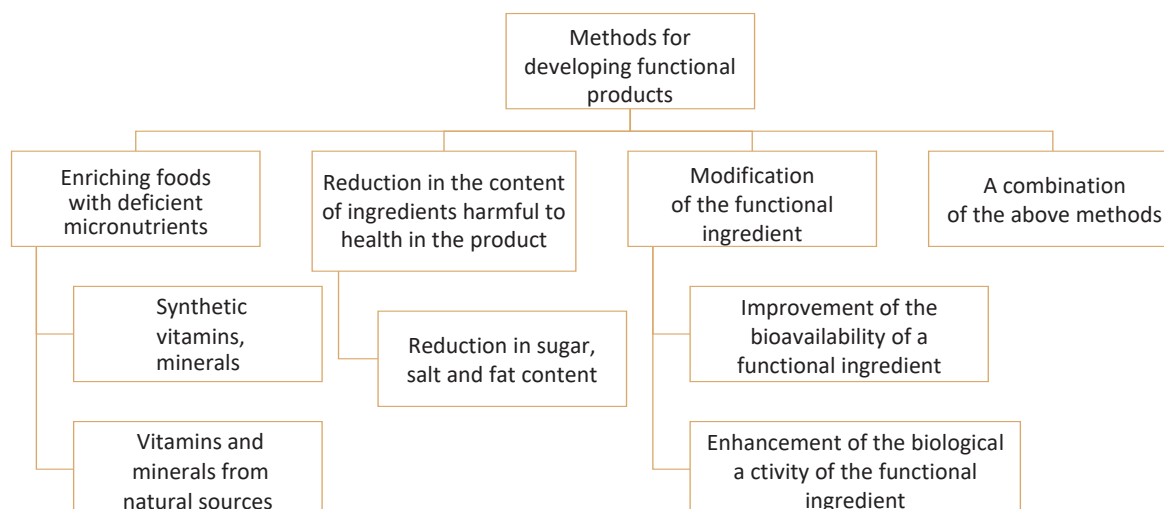 Methods for
developing functional
products
Enriching foods
with deficient
micronutrients
Reduction in the content
of ingredients harmful to
health in the product
Modification
of the functional
ingredient
A combination
of the above methods
Synthetic
vitamins,
minerals
Reduction in sugar,
salt and fat content
Improvement of the
bioavailability of a
functional ingredient
Vitamins and
minerals from
natural sources
Enhancement of the biological
a ctivity of the functional
ingredient